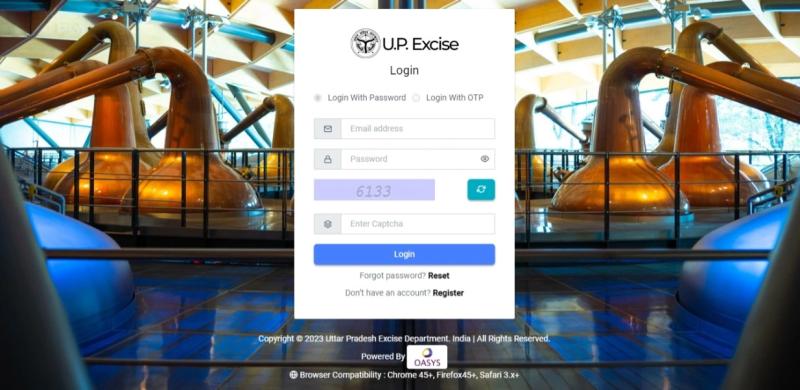 U.P. Excise
Login
Login With Password Login With OTP
Email address
Password
6133
Enter Captcha
Login
Forgot password? Reset
Don't have an account? Register
Copyright © 2023 Uttar Pradesh Excise Department, India | All Rights Reserved.
Powered By OASYS
Browser Compatibility : Chrome 45+, Firefox45+, Safari 3.x+